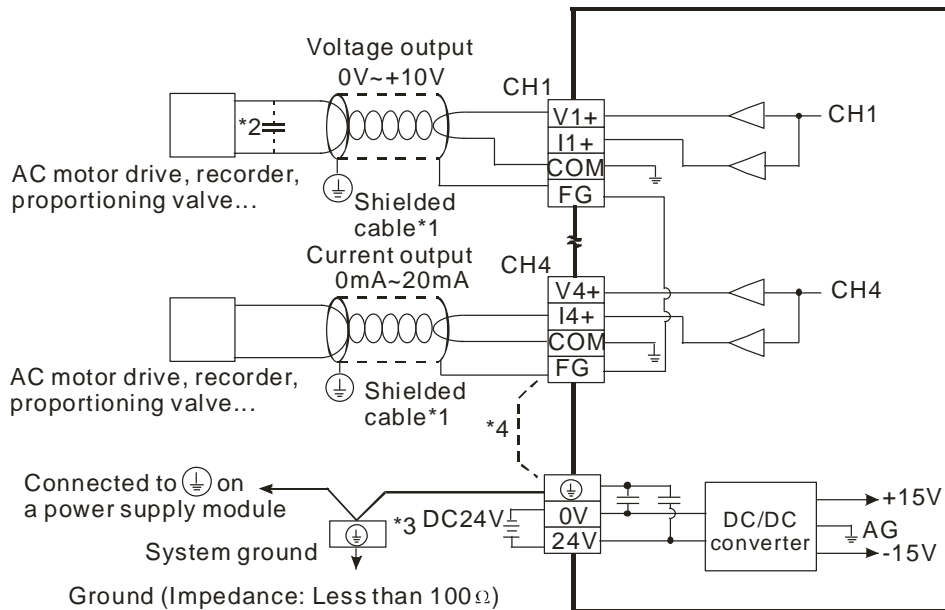 Voltage output
0V~+10V
CH1
*2
V1+
I1+
COM
FG
CH1
AC motor drive, recorder,
proportioning valve...
Shielded
cable*1
Current output
0mA~20mA
CH4
V4+
I4+
COM
FG
CH4
AC motor drive, recorder,
proportioning valve...
Shielded
cable*1
*4
Connected to ⏚ on
a power supply module
System ground
*3
DC24V
0V
24V
DC/DC
converter
+15V
AG
-15V
Ground (Impedance: Less than 100Ω)